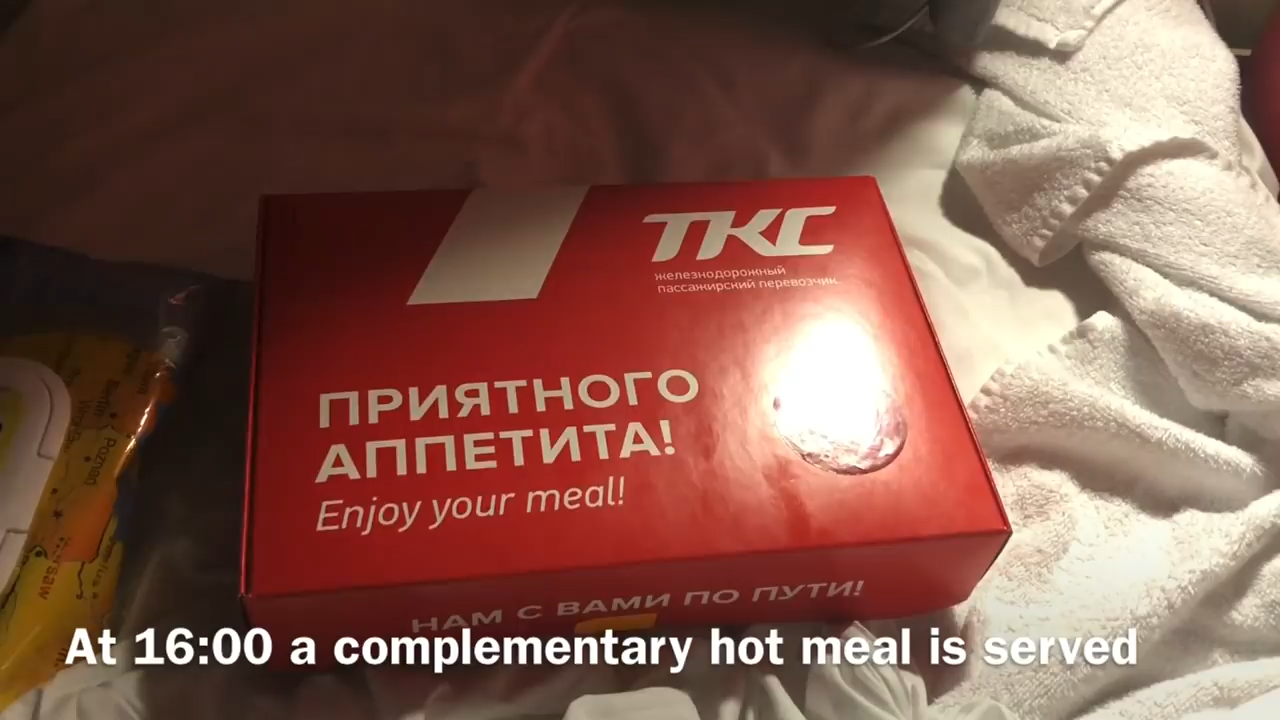 ТКС
железнодорожный
пассажирский перевозчик
ПРИЯТНОГО
АППЕТИТА!
Enjoy your meal!
НАМ С ВАМИ ПО ПУТИ!
Poznan
At 16:00 a complementary hot meal is served